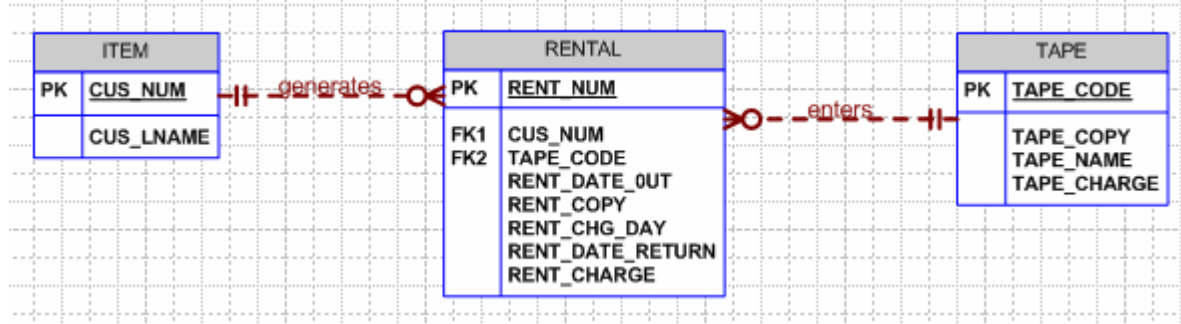 ITEM
PK CUS_NUM
CUS_LNAME
generates
RENTAL
PK RENT_NUM
FK1 CUS_NUM
FK2 TAPE_CODE
RENT_DATE_0UT
RENT_COPY
RENT_CHG_DAY
RENT_DATE_RETURN
RENT_CHARGE
enters
TAPE
PK TAPE_CODE
TAPE_COPY
TAPE_NAME
TAPE_CHARGE